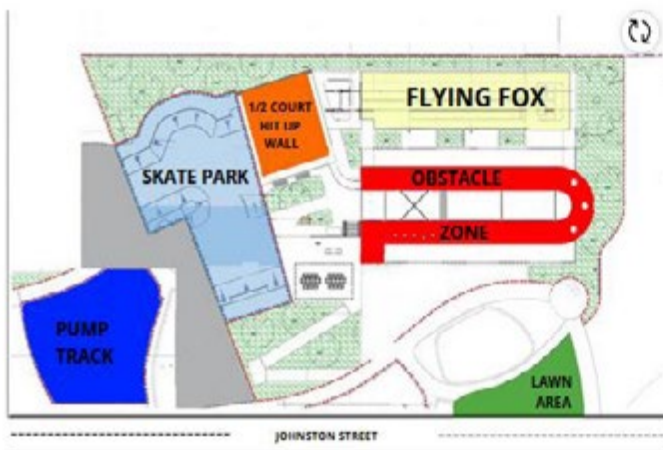 FLYING FOX
1/2 COURT
HIT UP
WALL
SKATE PARK
OBSTACLE
ZONE
PUMP
TRACK
LAWN
AREA
JOHNSTON STREET